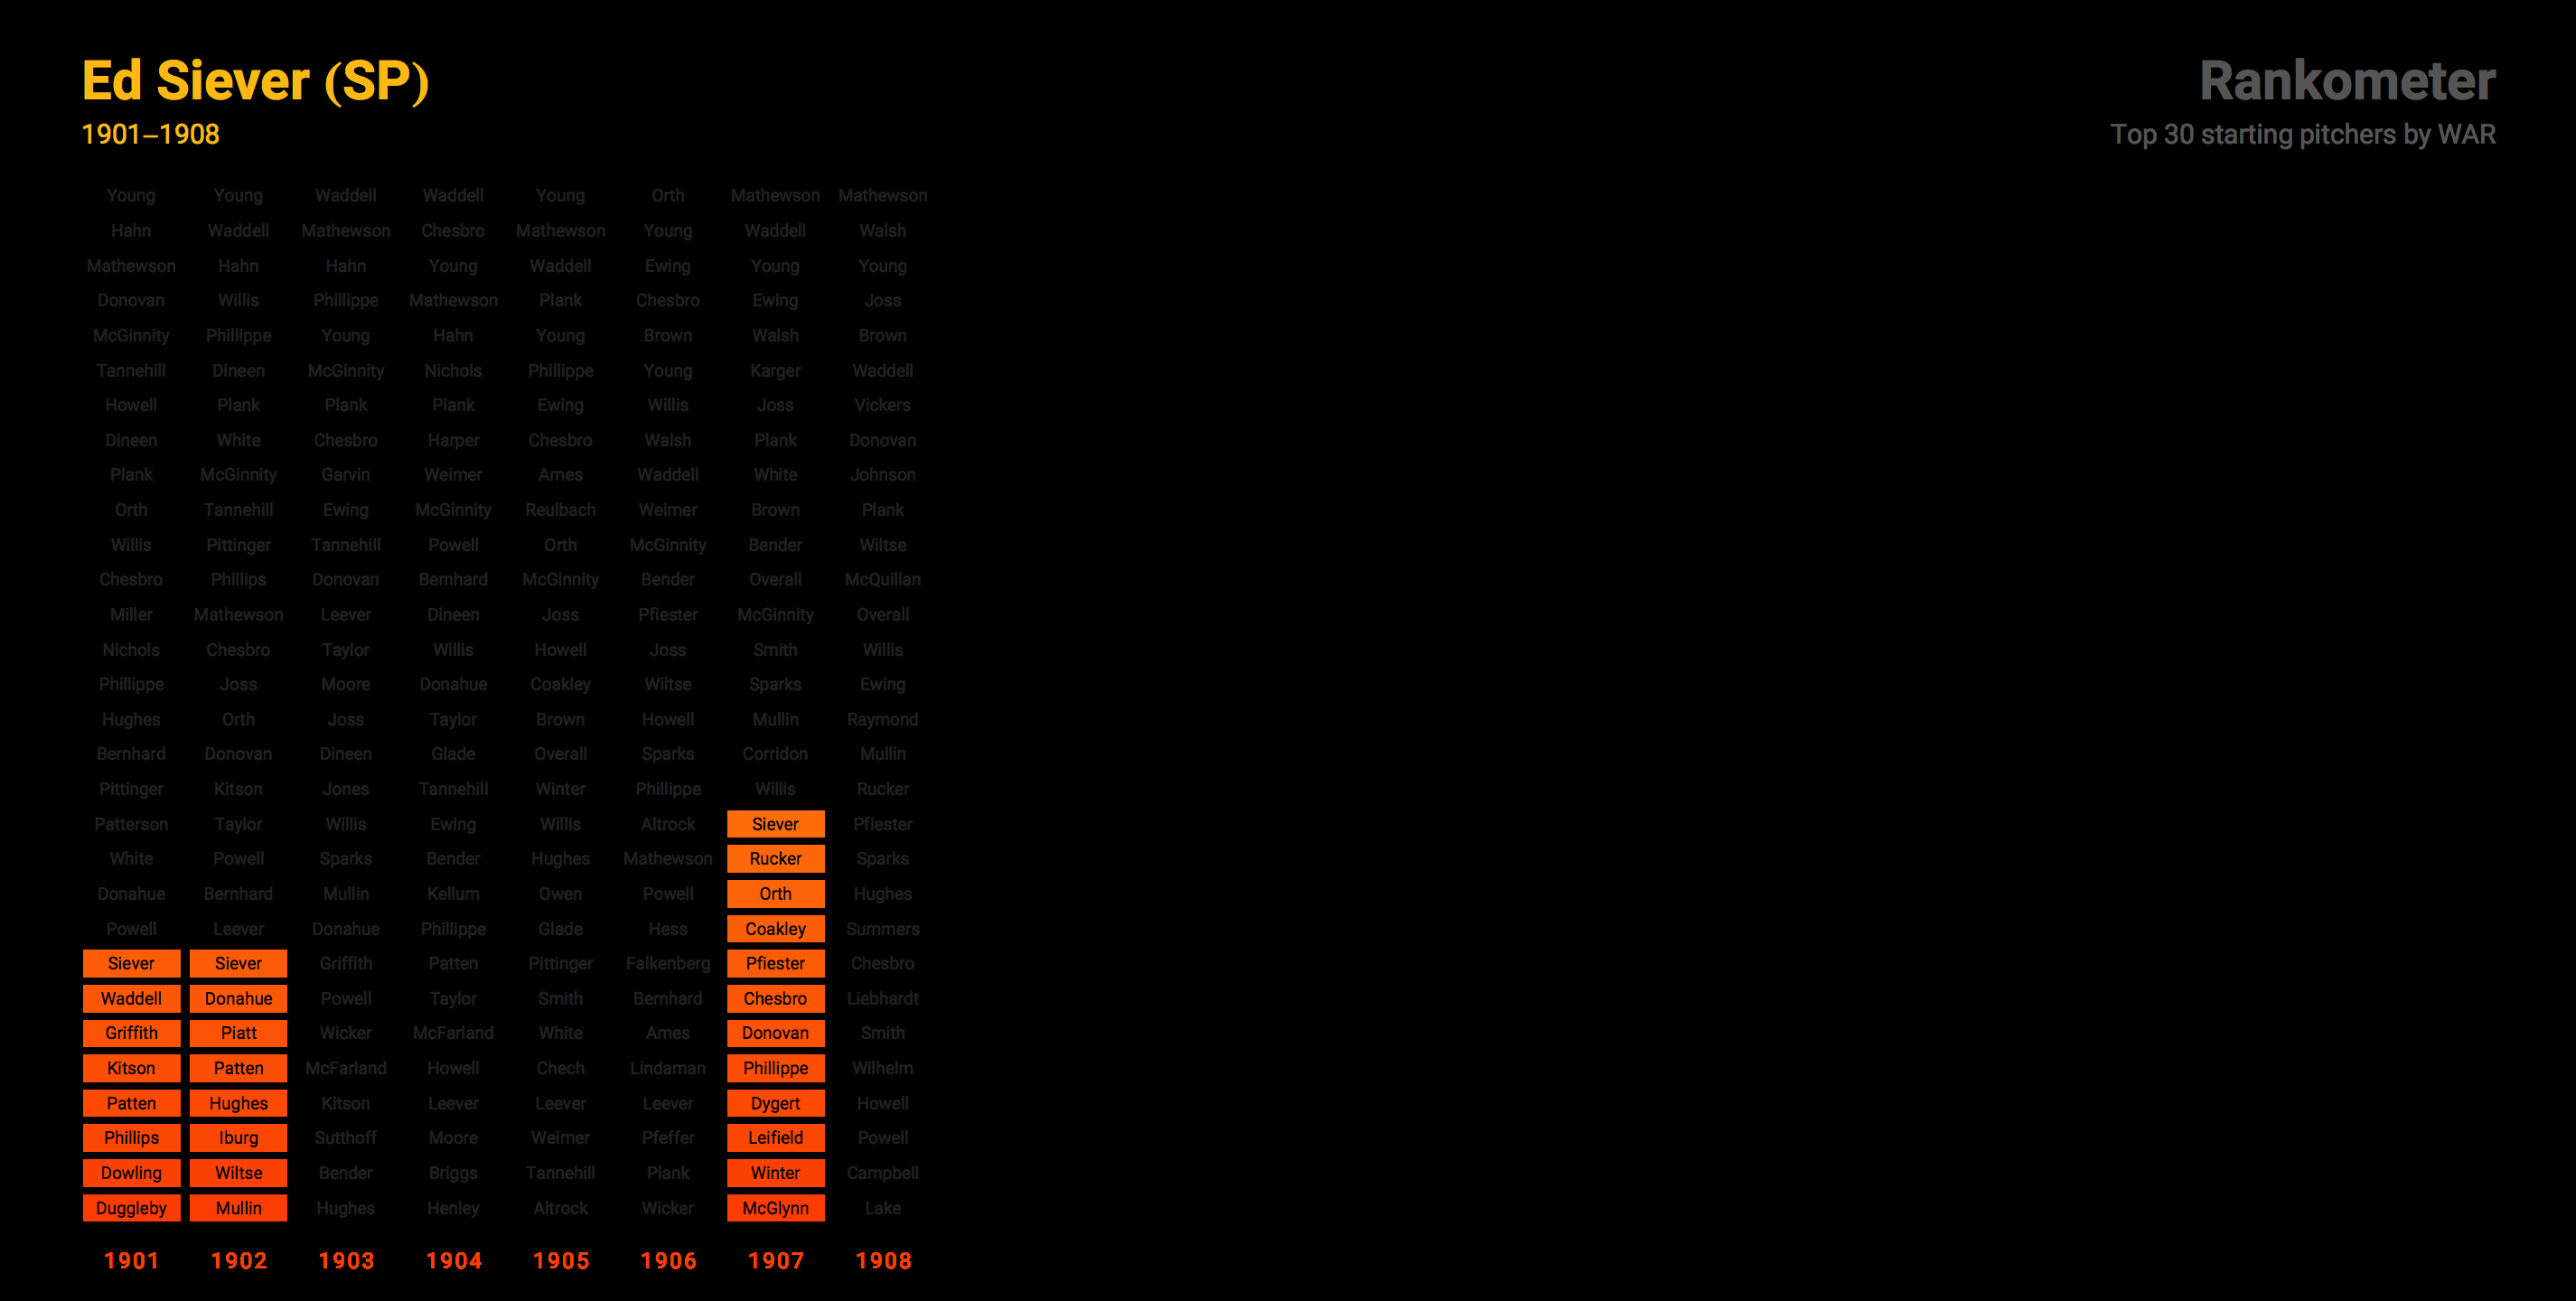 Ed Siever (SP)
1901–1908
Rankometer
Top 30 starting pitchers by WAR
Young Young Waddell Waddell Young Orth Mathewson Mathewson
Hahn Waddell Mathewson Chesbro Mathewson Young Waddell Walsh
Mathewson Hahn Hahn Young Waddell Ewing Young Young
Donovan Willis Phillippe Mathewson Plank Chesbro Ewing Joss
McGinnity Phillippe Young Hahn Young Brown Walsh Brown
Tannehill Dineen McGinnity Nichols Phillippe Young Karger Waddell
Howell Plank Plank Plank Ewing Willis Joss Vickers
Dineen White Chesbro Harper Chesbro Walsh Plank Donovan
Plank McGinnity Garvin Weimer Ames Waddell White Johnson
Orth Tannehill Ewing McGinnity Reulbach Weimer Brown Plank
Willis Pittinger Tannehill Powell Orth McGinnity Bender Wiltse
Chesbro Phillips Donovan Bernhard McGinnity Bender Overall McQuillan
Miller Mathewson Leever Dineen Joss Pfiester McGinnity Overall
Nichols Chesbro Taylor Willis Howell Joss Smith Willis
Phillippe Joss Moore Donahue Coakley Wiltse Sparks Ewing
Hughes Orth Joss Taylor Brown Howell Mullin Raymond
Bernhard Donovan Dineen Glade Overall Sparks Corridon Mullin
Pittinger Kitson Jones Tannehill Winter Phillippe Willis Rucker
Patterson Taylor Willis Ewing Willis Altrock Siever Pfiester
White Powell Sparks Bender Hughes Mathewson Rucker Sparks
Donahue Bernhard Mullin Kellum Owen Powell Orth Hughes
Powell Leever Donahue Phillippe Glade Hess Coakley Summers
Siever Siever Griffith Patten Pittinger Falkenberg Pfiester Chesbro
Waddell Donahue Powell Taylor Smith Bernhard Chesbro Liebhardt
Griffith Piatt Wicker McFarland White Ames Donovan Smith
Kitson Patten McFarland Howell Chech Lindaman Phillippe Wilhelm
Patten Hughes Kitson Leever Leever Leever Dygert Howell
Phillips Iburg Sutthoff Moore Weimer Pfeffer Leifield Powell
Dowling Wiltse Bender Briggs Tannehill Plank Winter Campbell
Duggleby Mullin Hughes Henley Altrock Wicker McGlynn Lake
1901 1902 1903 1904 1905 1906 1907 1908